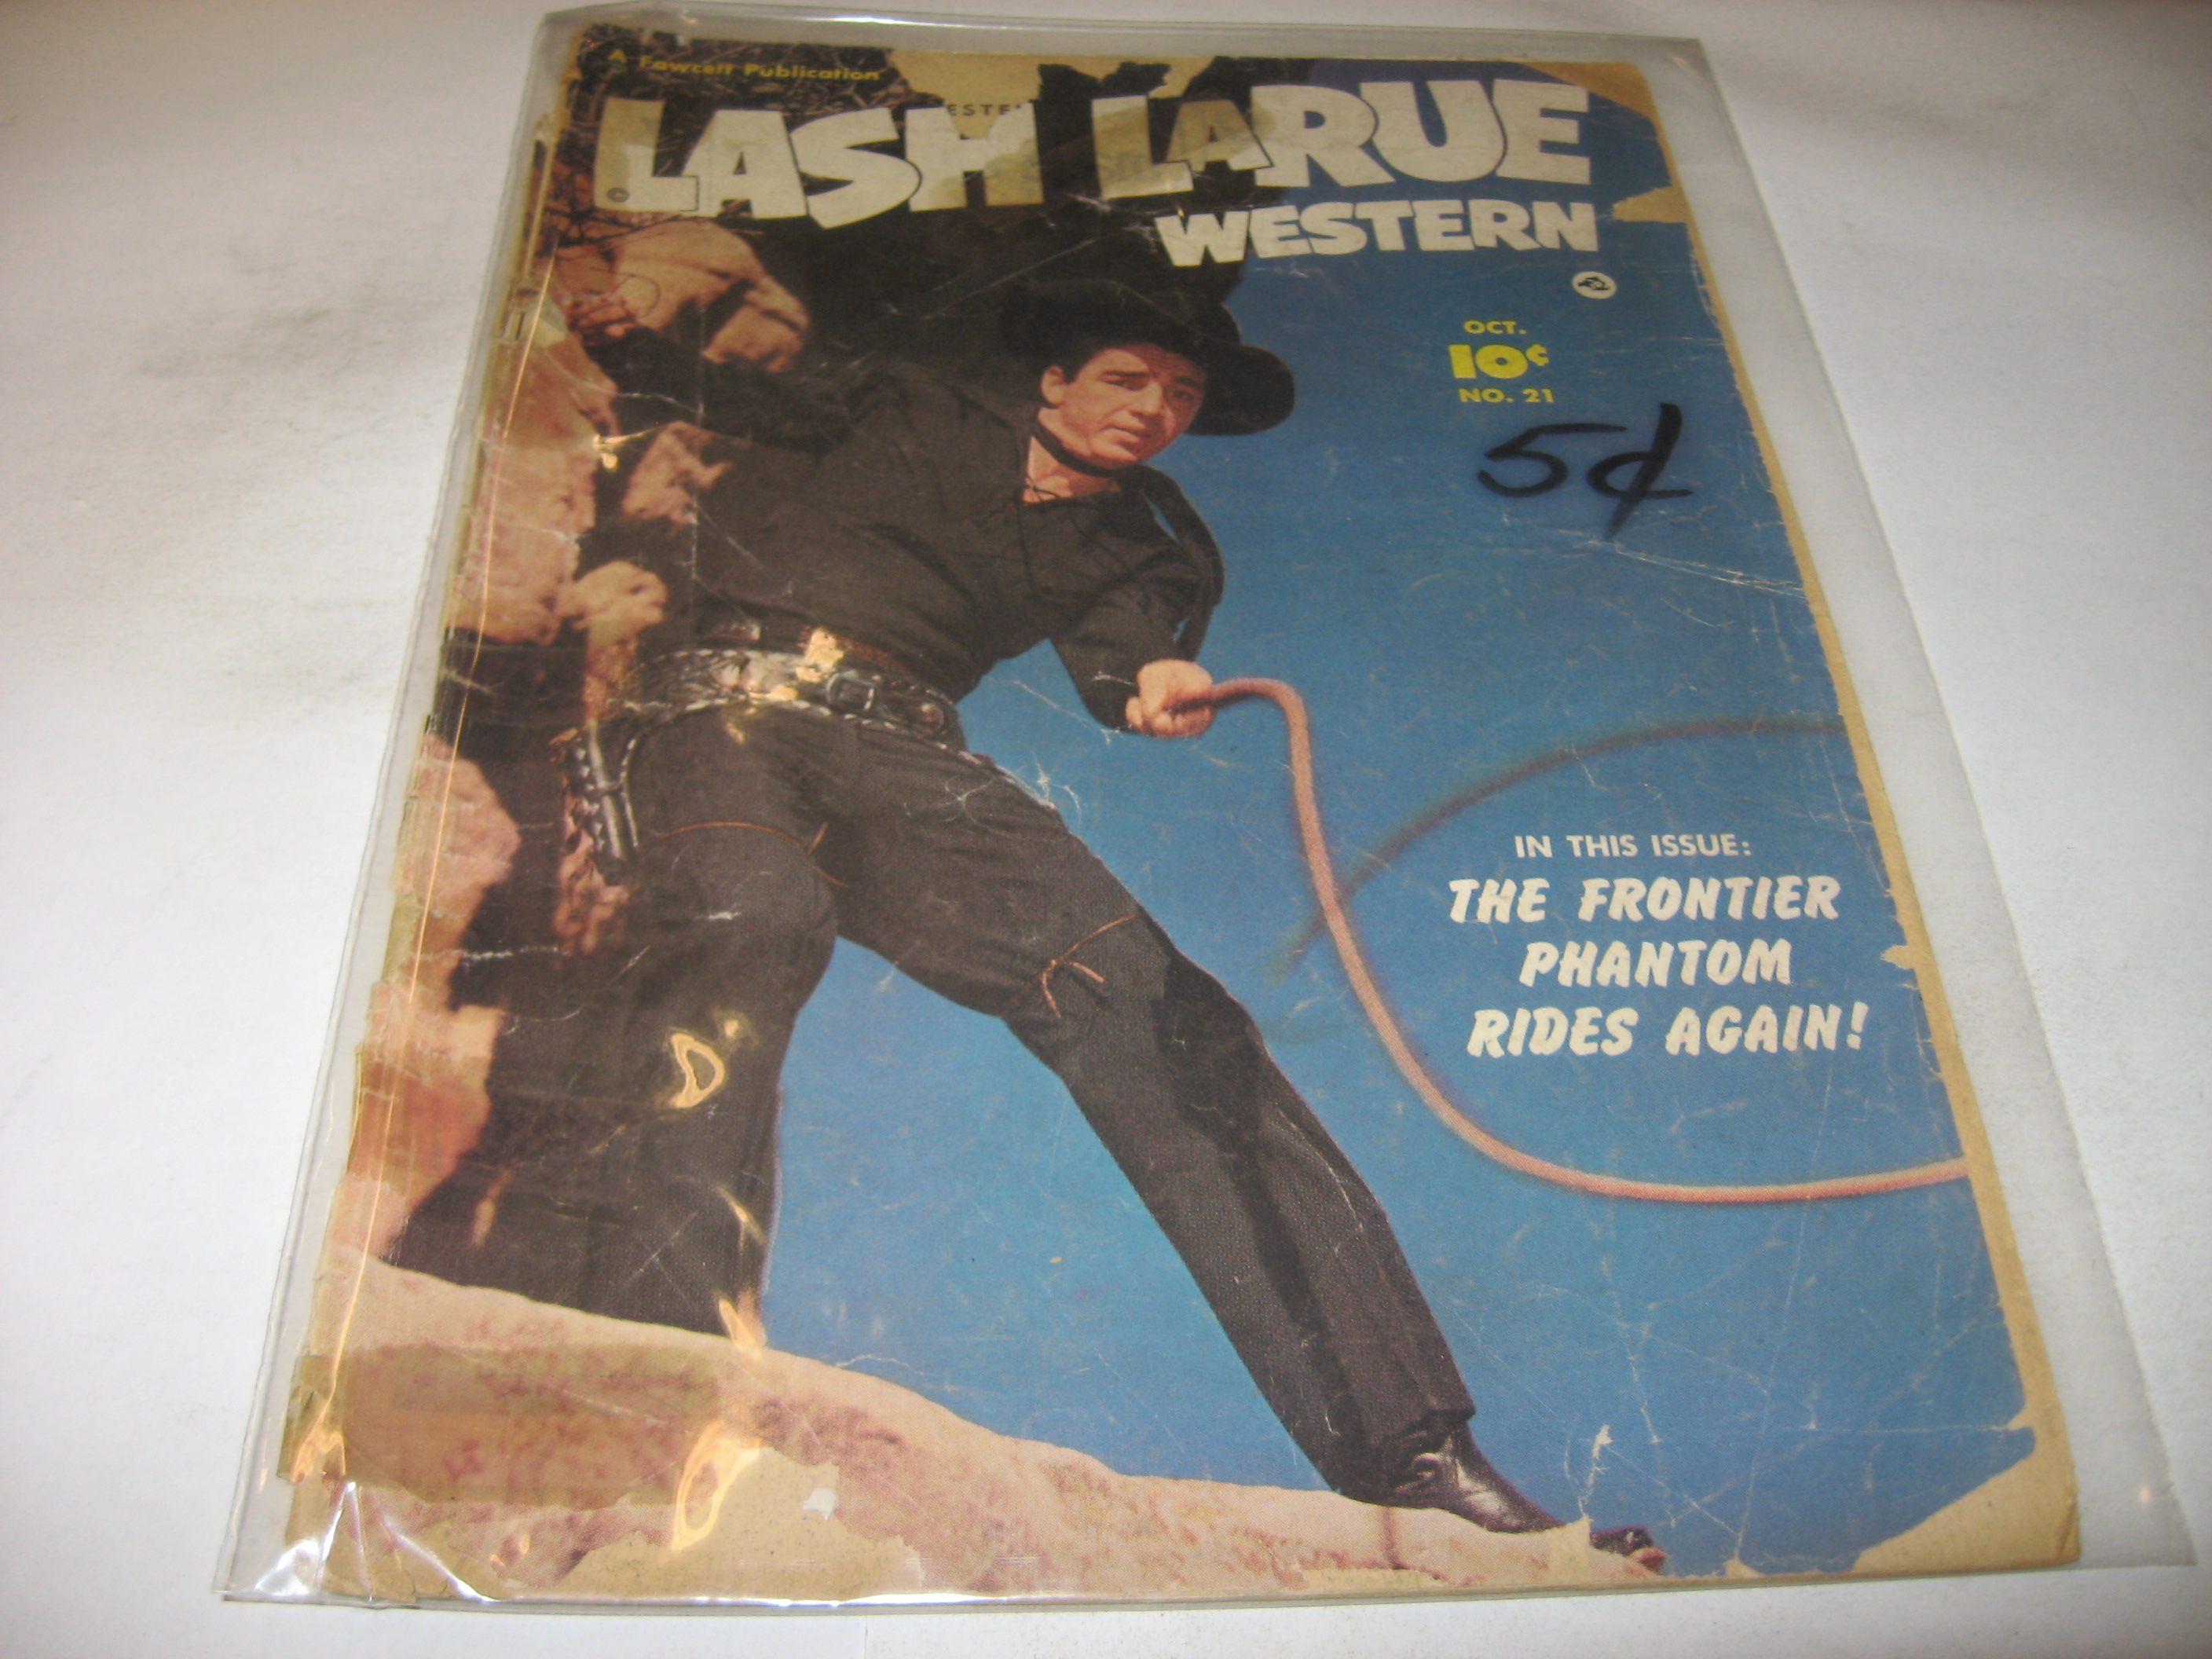 A Fawcett Publication
LASH LARUE
WESTERN
©
OCT.
10¢
NO. 21
5¢
IN THIS ISSUE:
THE FRONTIER
PHANTOM
RIDES AGAIN!